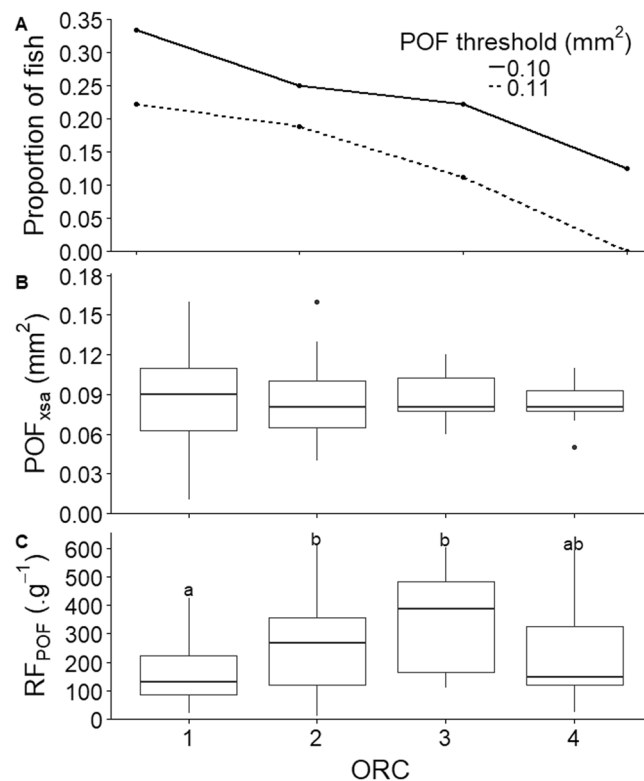 A
Proportion of fish
0.35
0.30
0.25
0.20
0.15
0.10
0.05
0.00
POF threshold (mm²)
0.10
0.11
B
POFxsa (mm²)
0.18
0.15
0.12
0.09
0.06
0.03
0.00
C
RFPOF (.g⁻¹)
600
500
400
300
200
100
0
a
b
b
ab
1 2 3 4
ORC